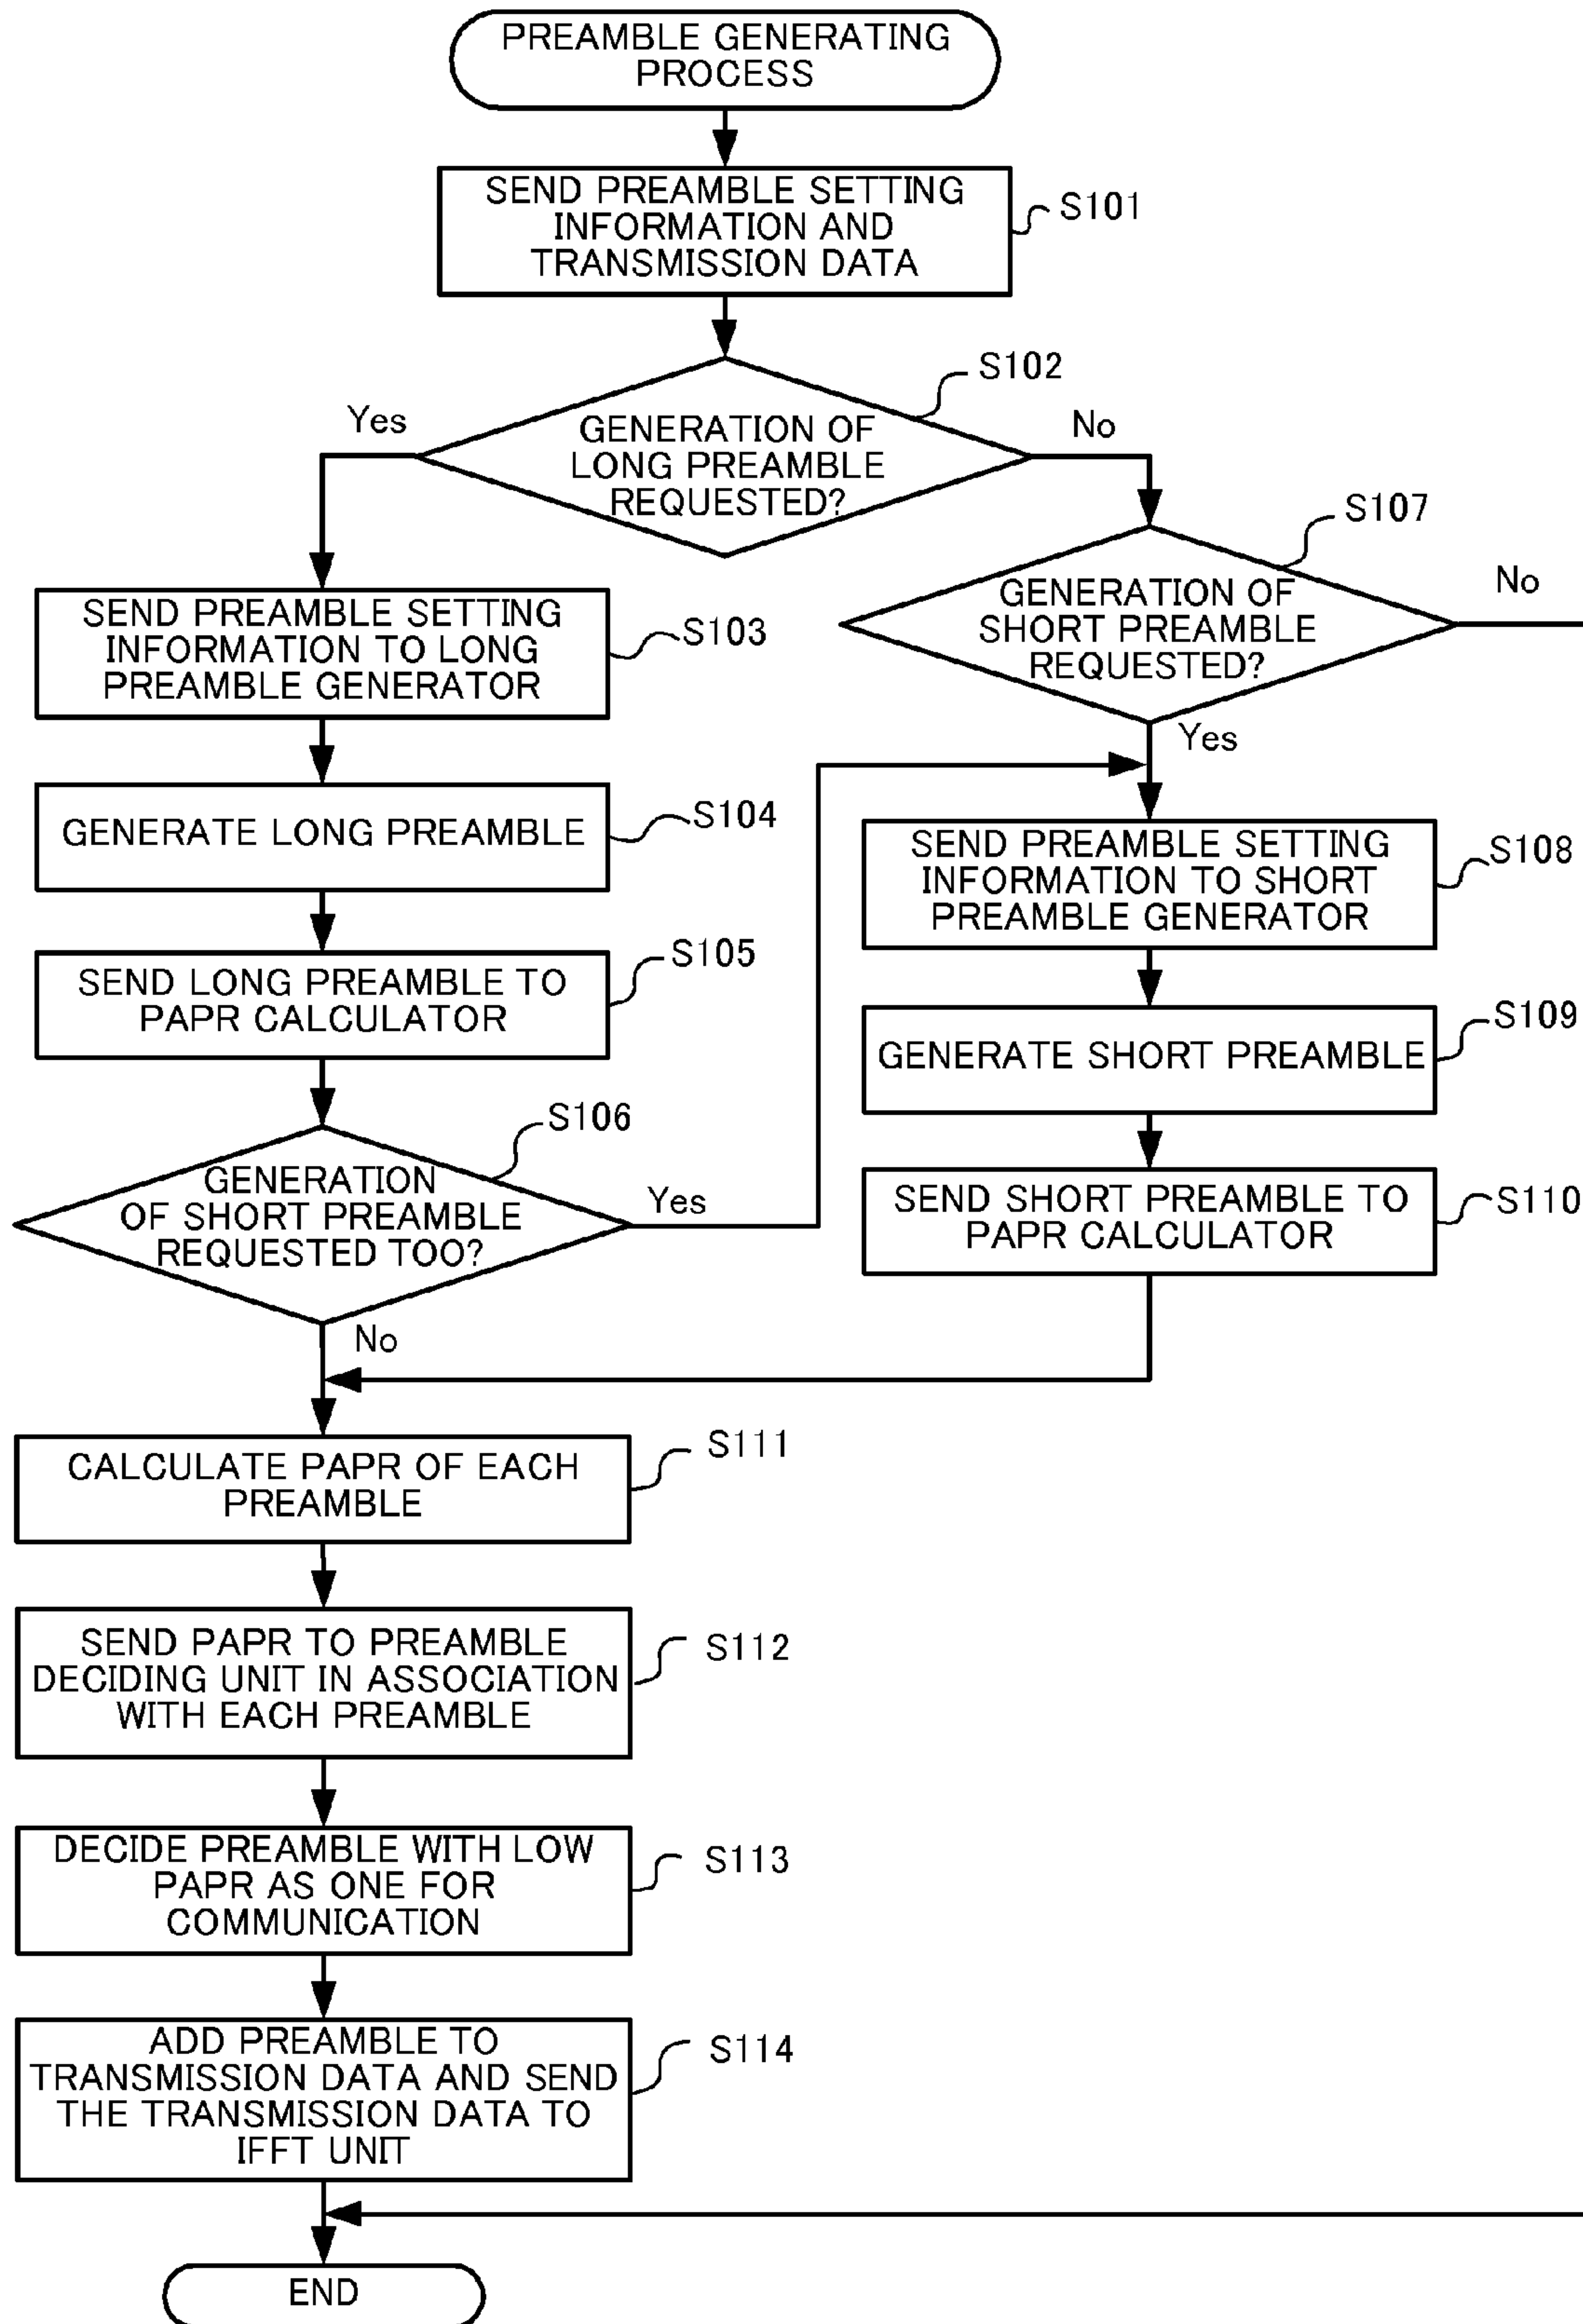 PREAMBLE GENERATING
PROCESS
SEND PREAMBLE SETTING
INFORMATION AND
TRANSMISSION DATA
S101
S102
Yes
GENERATION OF
LONG PREAMBLE
REQUESTED?
No
S107
GENERATION OF
SHORT PREAMBLE
REQUESTED?
No
Yes
SEND PREAMBLE SETTING
INFORMATION TO LONG
PREAMBLE GENERATOR
S103
GENERATE LONG PREAMBLE
S104
SEND LONG PREAMBLE TO
PAPR CALCULATOR
S105
S106
GENERATION
OF SHORT PREAMBLE
REQUESTED TOO?
Yes
No
SEND PREAMBLE SETTING
INFORMATION TO SHORT
PREAMBLE GENERATOR
S108
GENERATE SHORT PREAMBLE
S109
SEND SHORT PREAMBLE TO
PAPR CALCULATOR
S110
CALCULATE PAPR OF EACH
PREAMBLE
S111
SEND PAPR TO PREAMBLE
DECIDING UNIT IN ASSOCIATION
WITH EACH PREAMBLE
S112
DECIDE PREAMBLE WITH LOW
PAPR AS ONE FOR
COMMUNICATION
S113
ADD PREAMBLE TO
TRANSMISSION DATA AND SEND
THE TRANSMISSION DATA TO
IFFT UNIT
S114
END